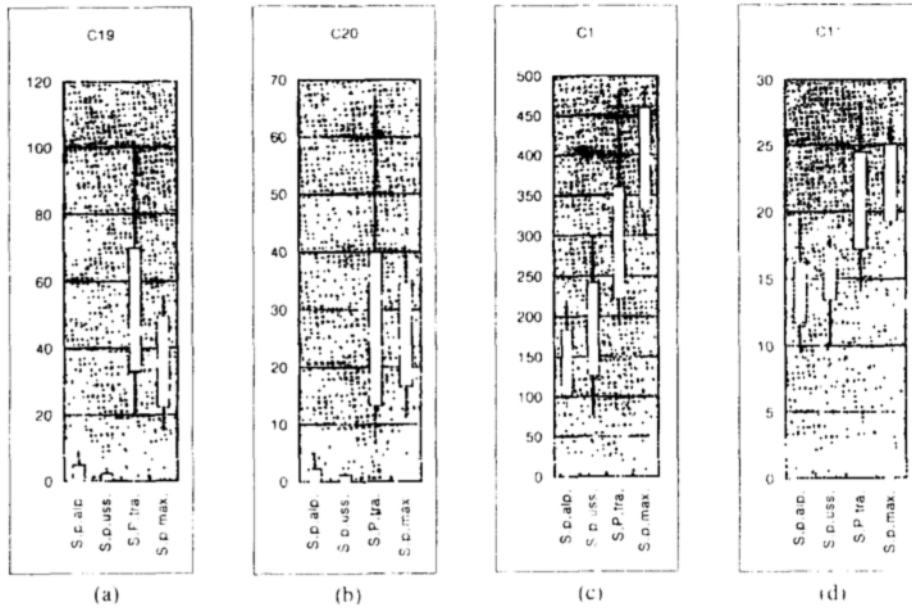 C19
120
100
80
60
40
20
0
S.p.alp.
S.p.uss.
S.P.tra.
S.p.max.
(a)
C20
70
60
50
40
30
20
10
0
S.p.alp.
S.p.uss.
S.P.tra.
S.p.max.
(b)
C1
500
450
400
350
300
250
200
150
100
50
0
S.p.alp
S.p.uss.
S.P.tra.
S.p.max.
(c)
C11
30
25
20
15
10
5
0
S.p.alp.
S.p.uss.
S.P.tra.
S.p.max.
(d)